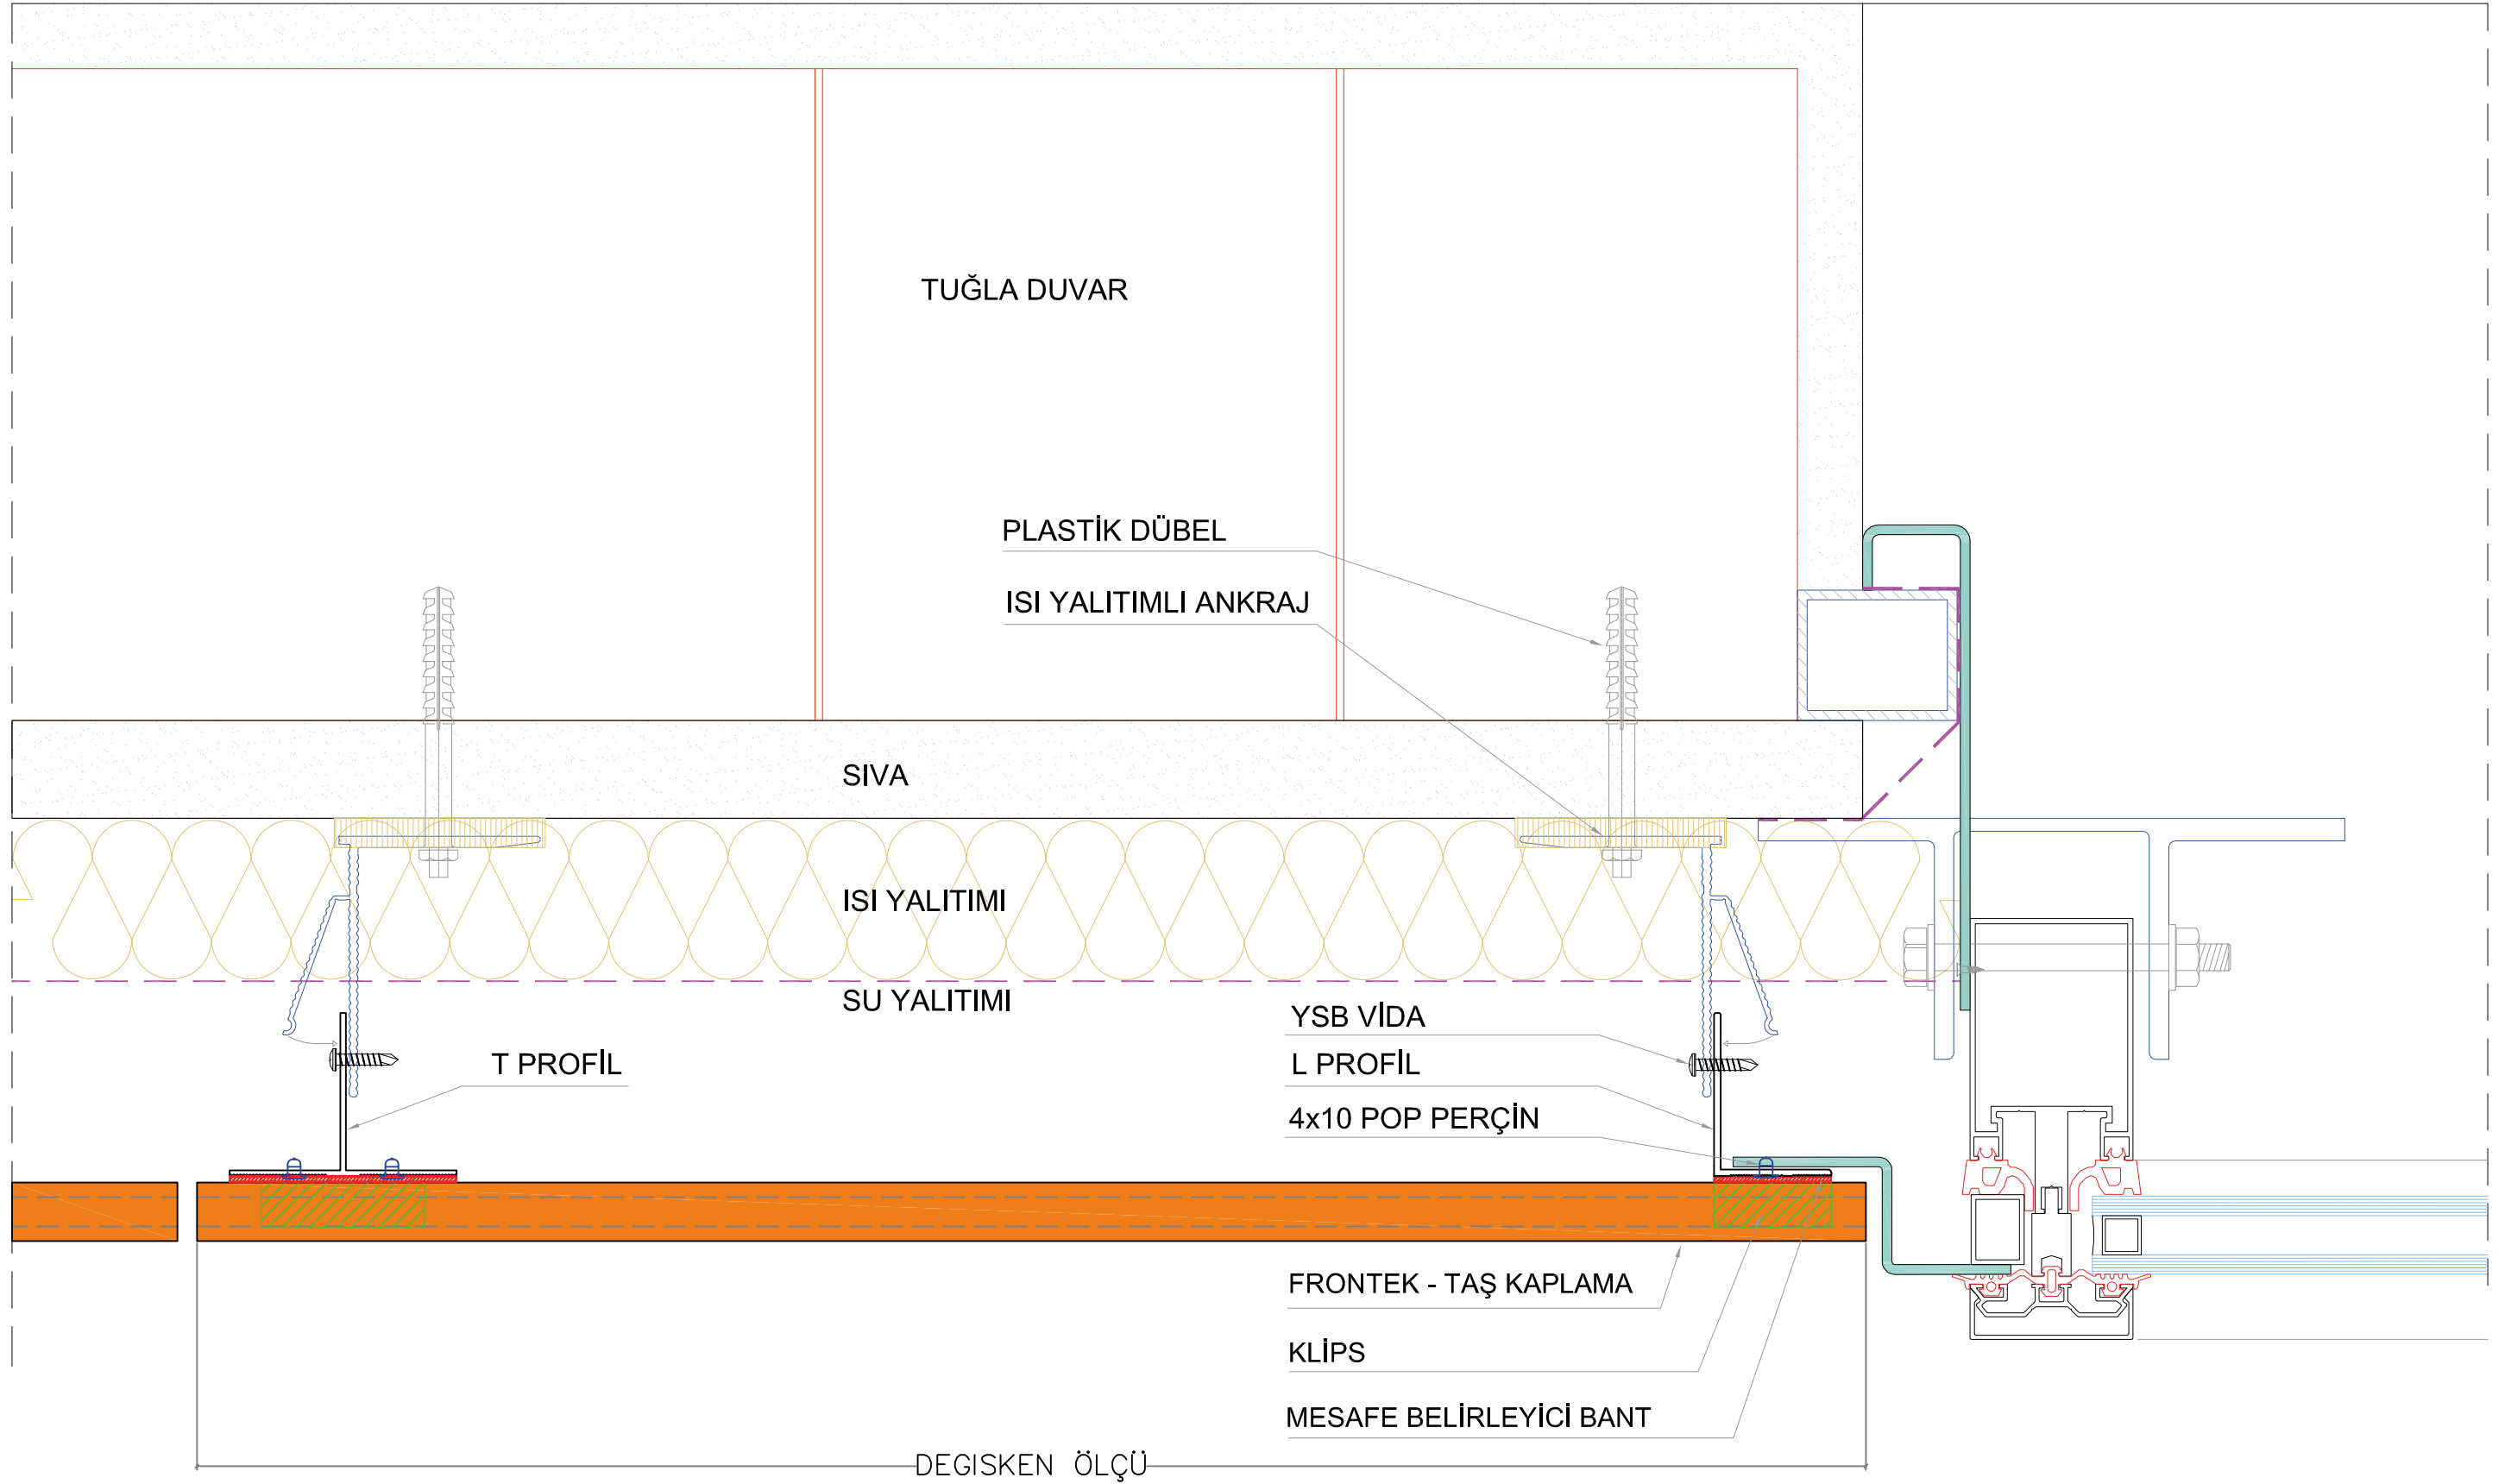 TUĞLA DUVAR
PLASTİK DÜBEL
ISI YALITIMLI ANKRAJ
SIVA
ISI YALITIMI
SU YALITIMI
YSB VİDA
T PROFİL
L PROFİL
4x10 POP PERÇİN
FRONTEK - TAŞ KAPLAMA
KLİPS
MESAFE BELİRLEYİCİ BANT
DEGISKEN ÖLÇÜ